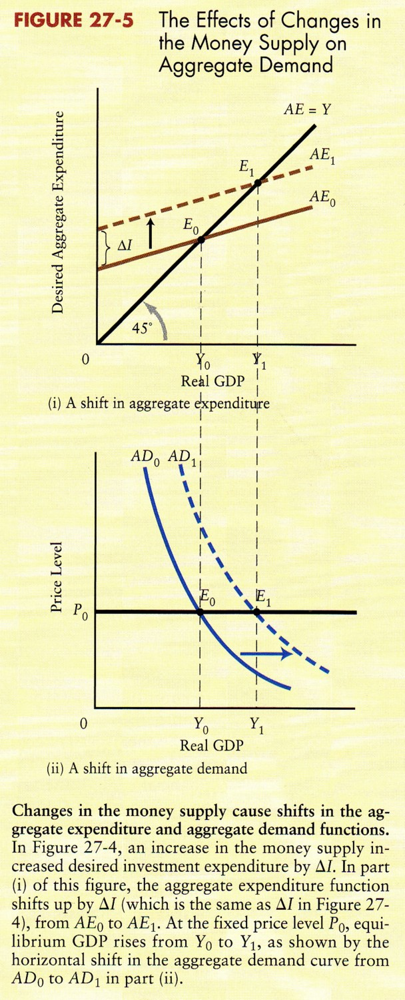 FIGURE 27-5 The Effects of Changes in
the Money Supply on
Aggregate Demand
Desired Aggregate Expenditure
AE = Y
AE₁
E₁
AE₀
E₀
ΔI
45°
0
Y₀
Y₁
Real GDP
(i) A shift in aggregate expenditure
AD₀
AD₁
Price Level
E₀
E₁
P₀
0
Y₀
Y₁
Real GDP
(ii) A shift in aggregate demand
Changes in the money supply cause shifts in the ag-
gregate expenditure and aggregate demand functions.
In Figure 27-4, an increase in the money supply in-
creased desired investment expenditure by ΔI. In part
(i) of this figure, the aggregate expenditure function
shifts up by ΔI (which is the same as ΔI in Figure 27-
4), from AE₀ to AE₁. At the fixed price level P₀, equi-
librium GDP rises from Y₀ to Y₁, as shown by the
horizontal shift in the aggregate demand curve from
AD₀ to AD₁ in part (ii).